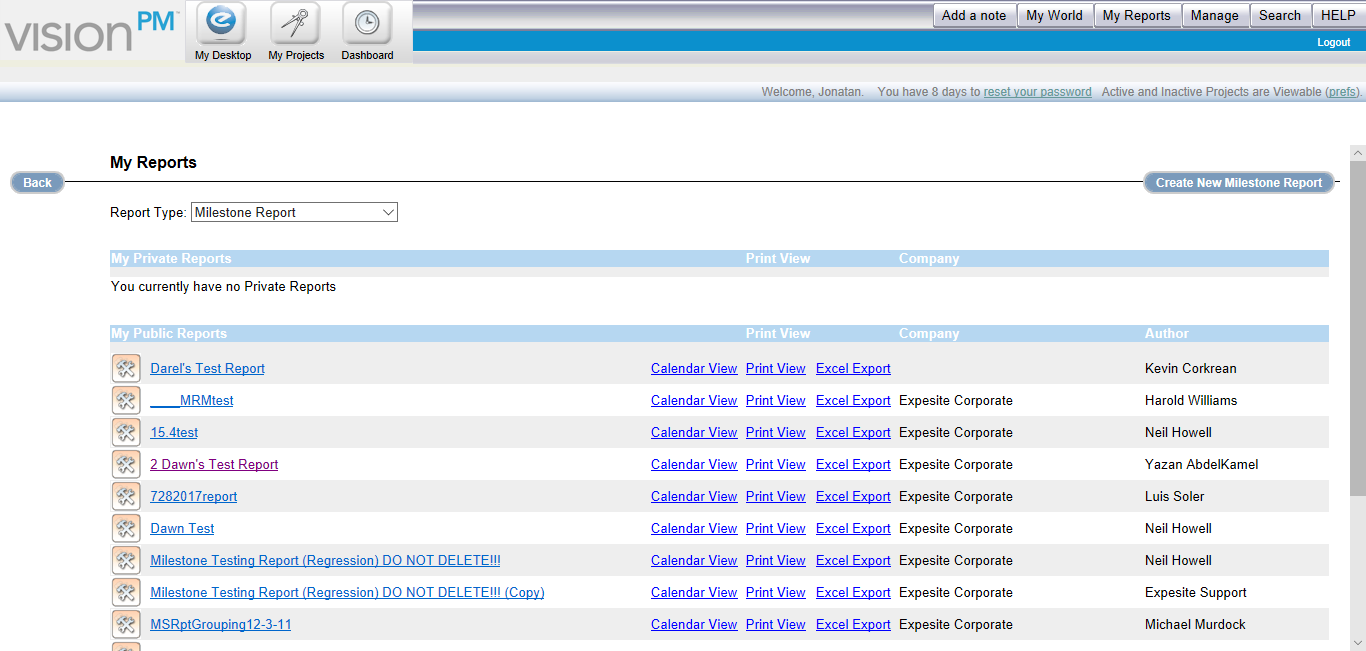 VISION PM™
My Desktop My Projects Dashboard
Add a note My World My Reports Manage Search HELP
Logout
Welcome, Jonatan. You have 8 days to reset your password Active and Inactive Projects are Viewable (prefs).
My Reports
Back Create New Milestone Report
Report Type: Milestone Report
My Private Reports Print View Company
You currently have no Private Reports
My Public Reports Print View Company Author
Darel's Test Report Calendar View Print View Excel Export Kevin Corkrean
____MRMtest Calendar View Print View Excel Export Expesite Corporate Harold Williams
15.4test Calendar View Print View Excel Export Expesite Corporate Neil Howell
2 Dawn's Test Report Calendar View Print View Excel Export Expesite Corporate Yazan AbdelKamel
7282017report Calendar View Print View Excel Export Expesite Corporate Luis Soler
Dawn Test Calendar View Print View Excel Export Expesite Corporate Neil Howell
Milestone Testing Report (Regression) DO NOT DELETE!!! Calendar View Print View Excel Export Expesite Corporate Neil Howell
Milestone Testing Report (Regression) DO NOT DELETE!!! (Copy) Calendar View Print View Excel Export Expesite Corporate Expesite Support
MSRptGrouping12-3-11 Calendar View Print View Excel Export Expesite Corporate Michael Murdock